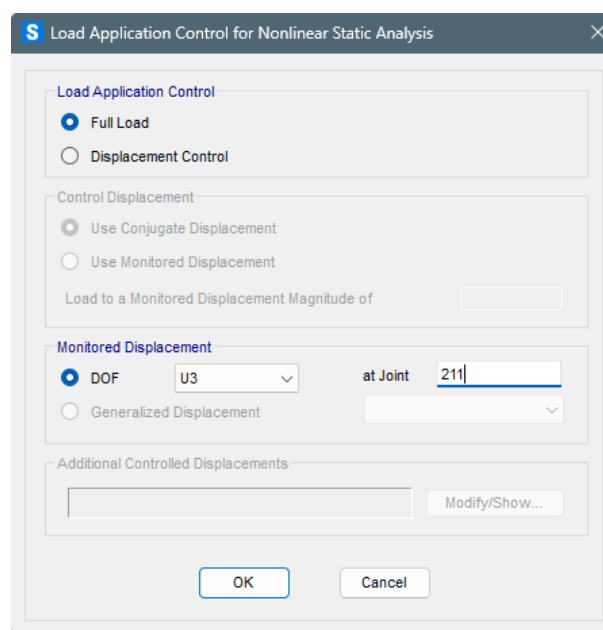 S Load Application Control for Nonlinear Static Analysis
Load Application Control
Full Load
Displacement Control
Control Displacement
Use Conjugate Displacement
Use Monitored Displacement
Load to a Monitored Displacement Magnitude of
Monitored Displacement
DOF U3 at Joint 211
Generalized Displacement
Additional Controlled Displacements
Modify/Show...
OK Cancel